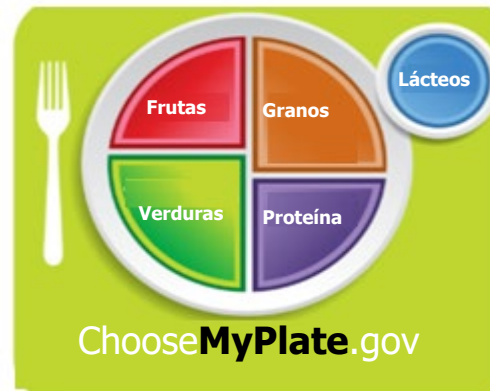 Lácteos
Frutas
Granos
Verduras
Proteína
ChooseMyPlate.gov